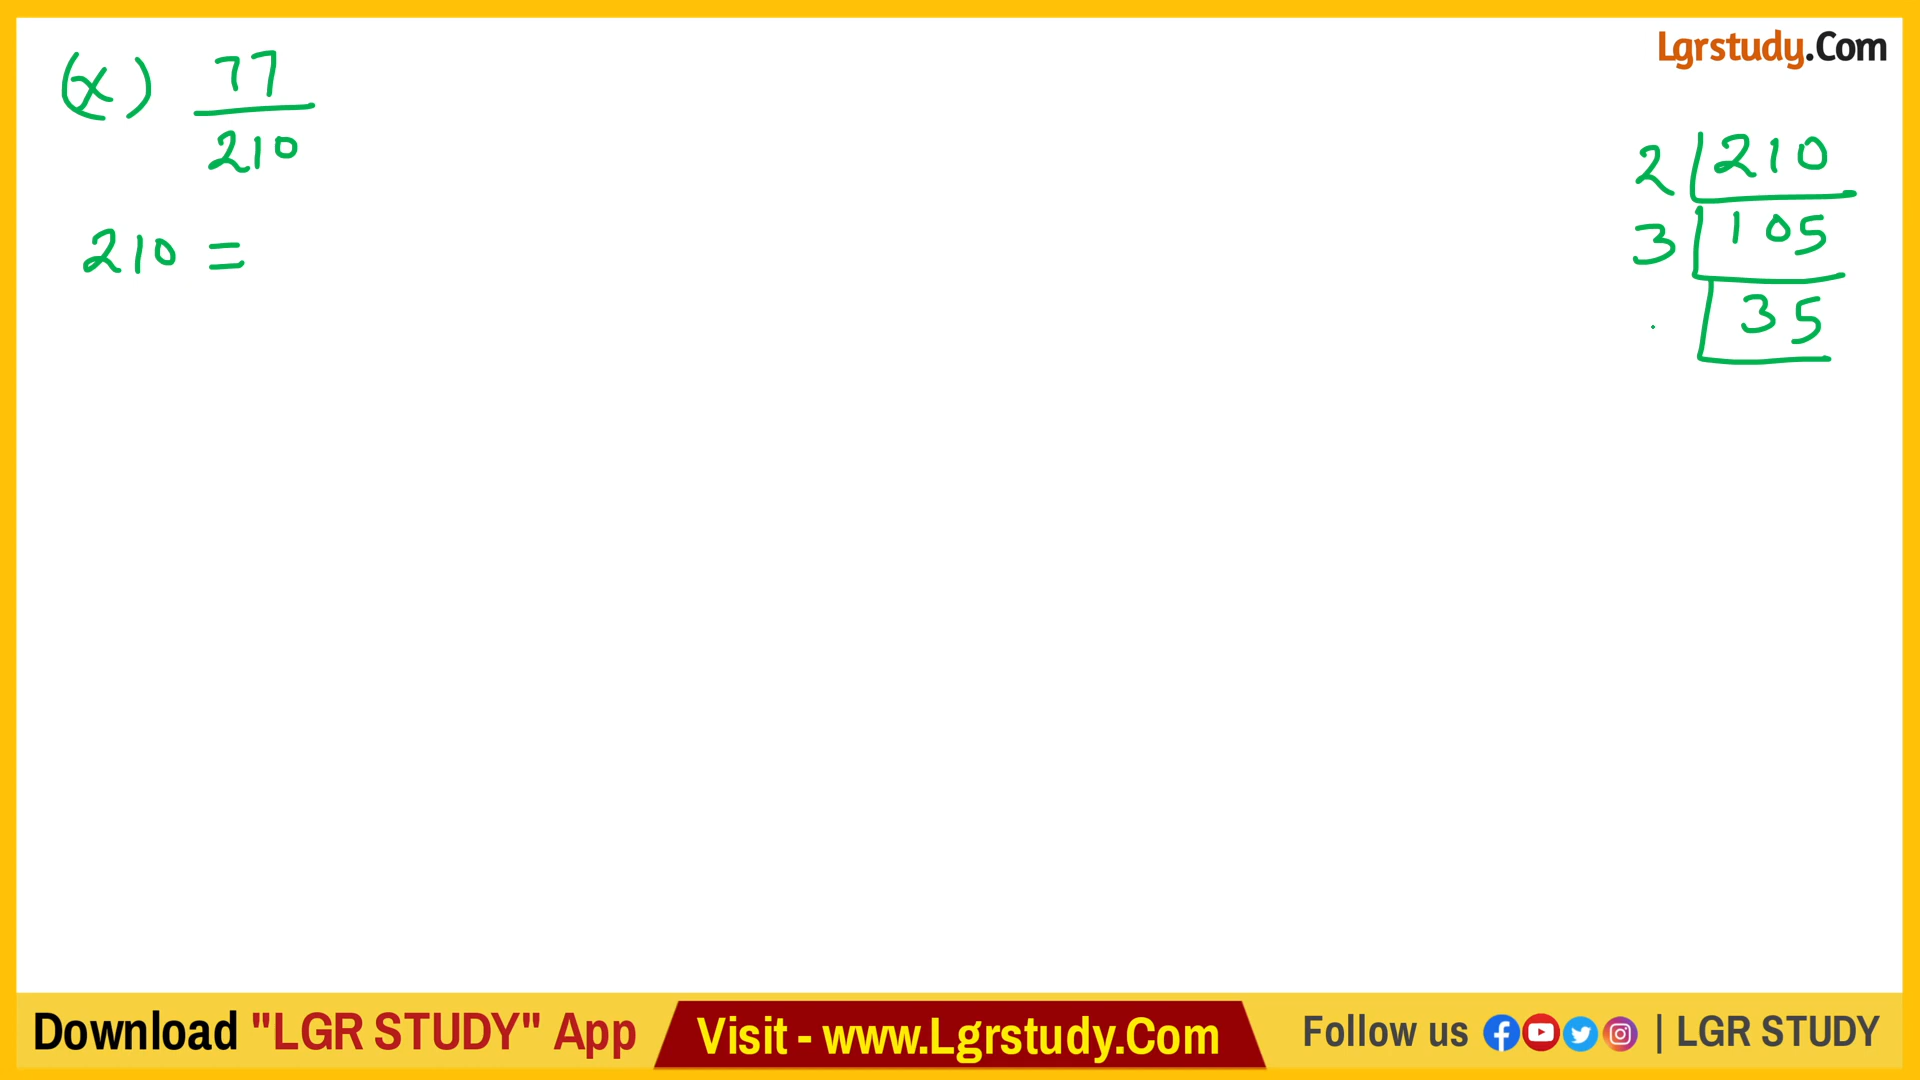 Lgrstudy.Com
(x) 77
210
210 =
2 210
3 105
35
Download "LGR STUDY" App
Visit - www.Lgrstudy.Com
Follow us | LGR STUDY